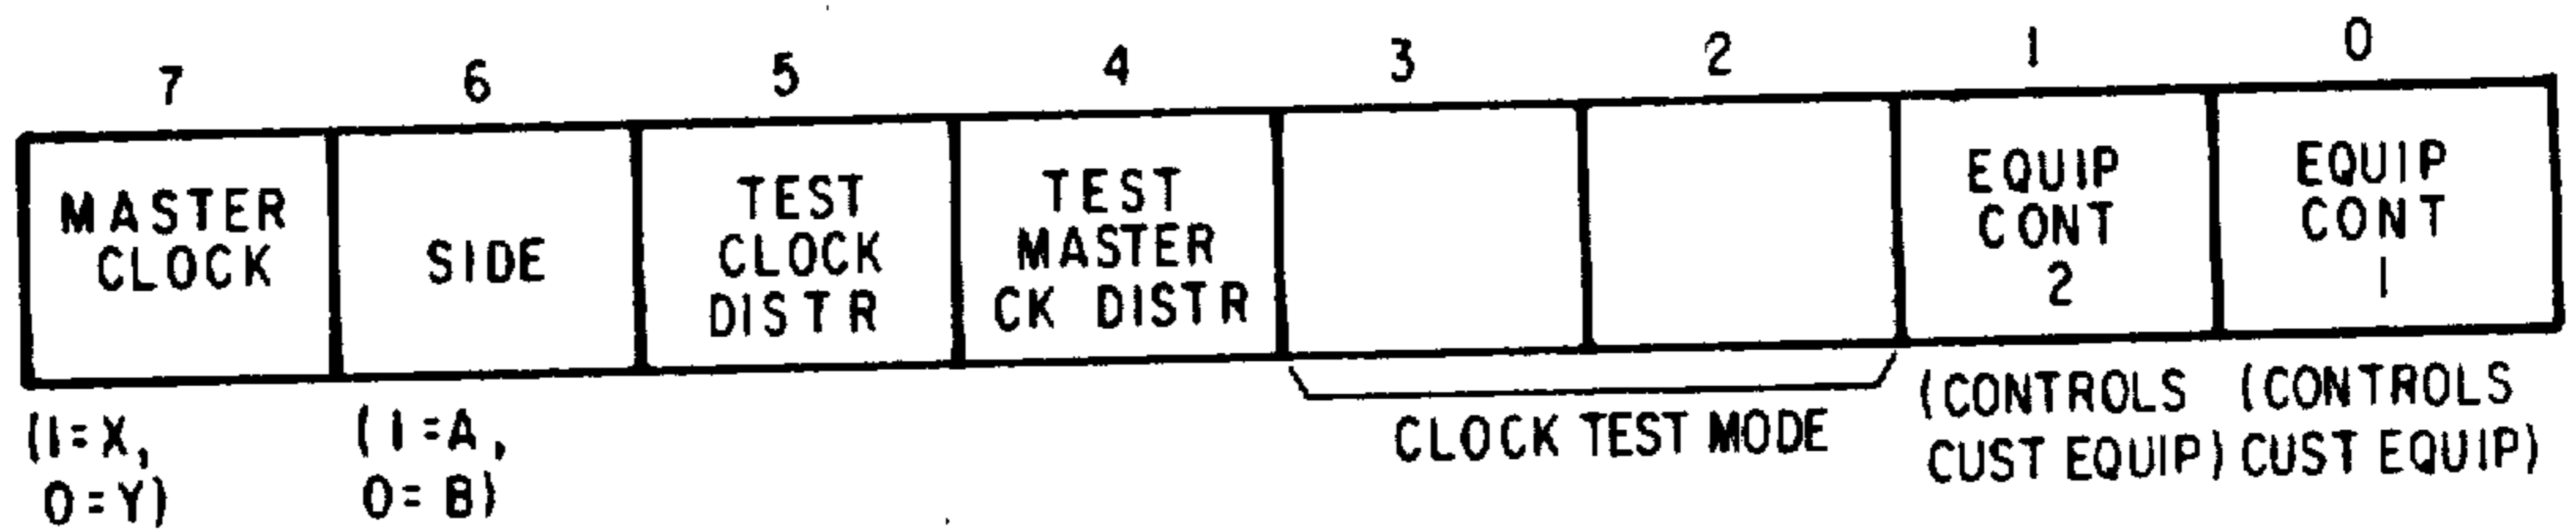 7 6 5 4 3 2 1 0
MASTER
CLOCK
SIDE
TEST
CLOCK
DISTR
TEST
MASTER
CK DISTR
EQUIP
CONT
2
EQUIP
CONT
1
(1=X,
0=Y)
(1=A,
0=B)
CLOCK TEST MODE
(CONTROLS
CUST EQUIP)
(CONTROLS
CUST EQUIP)